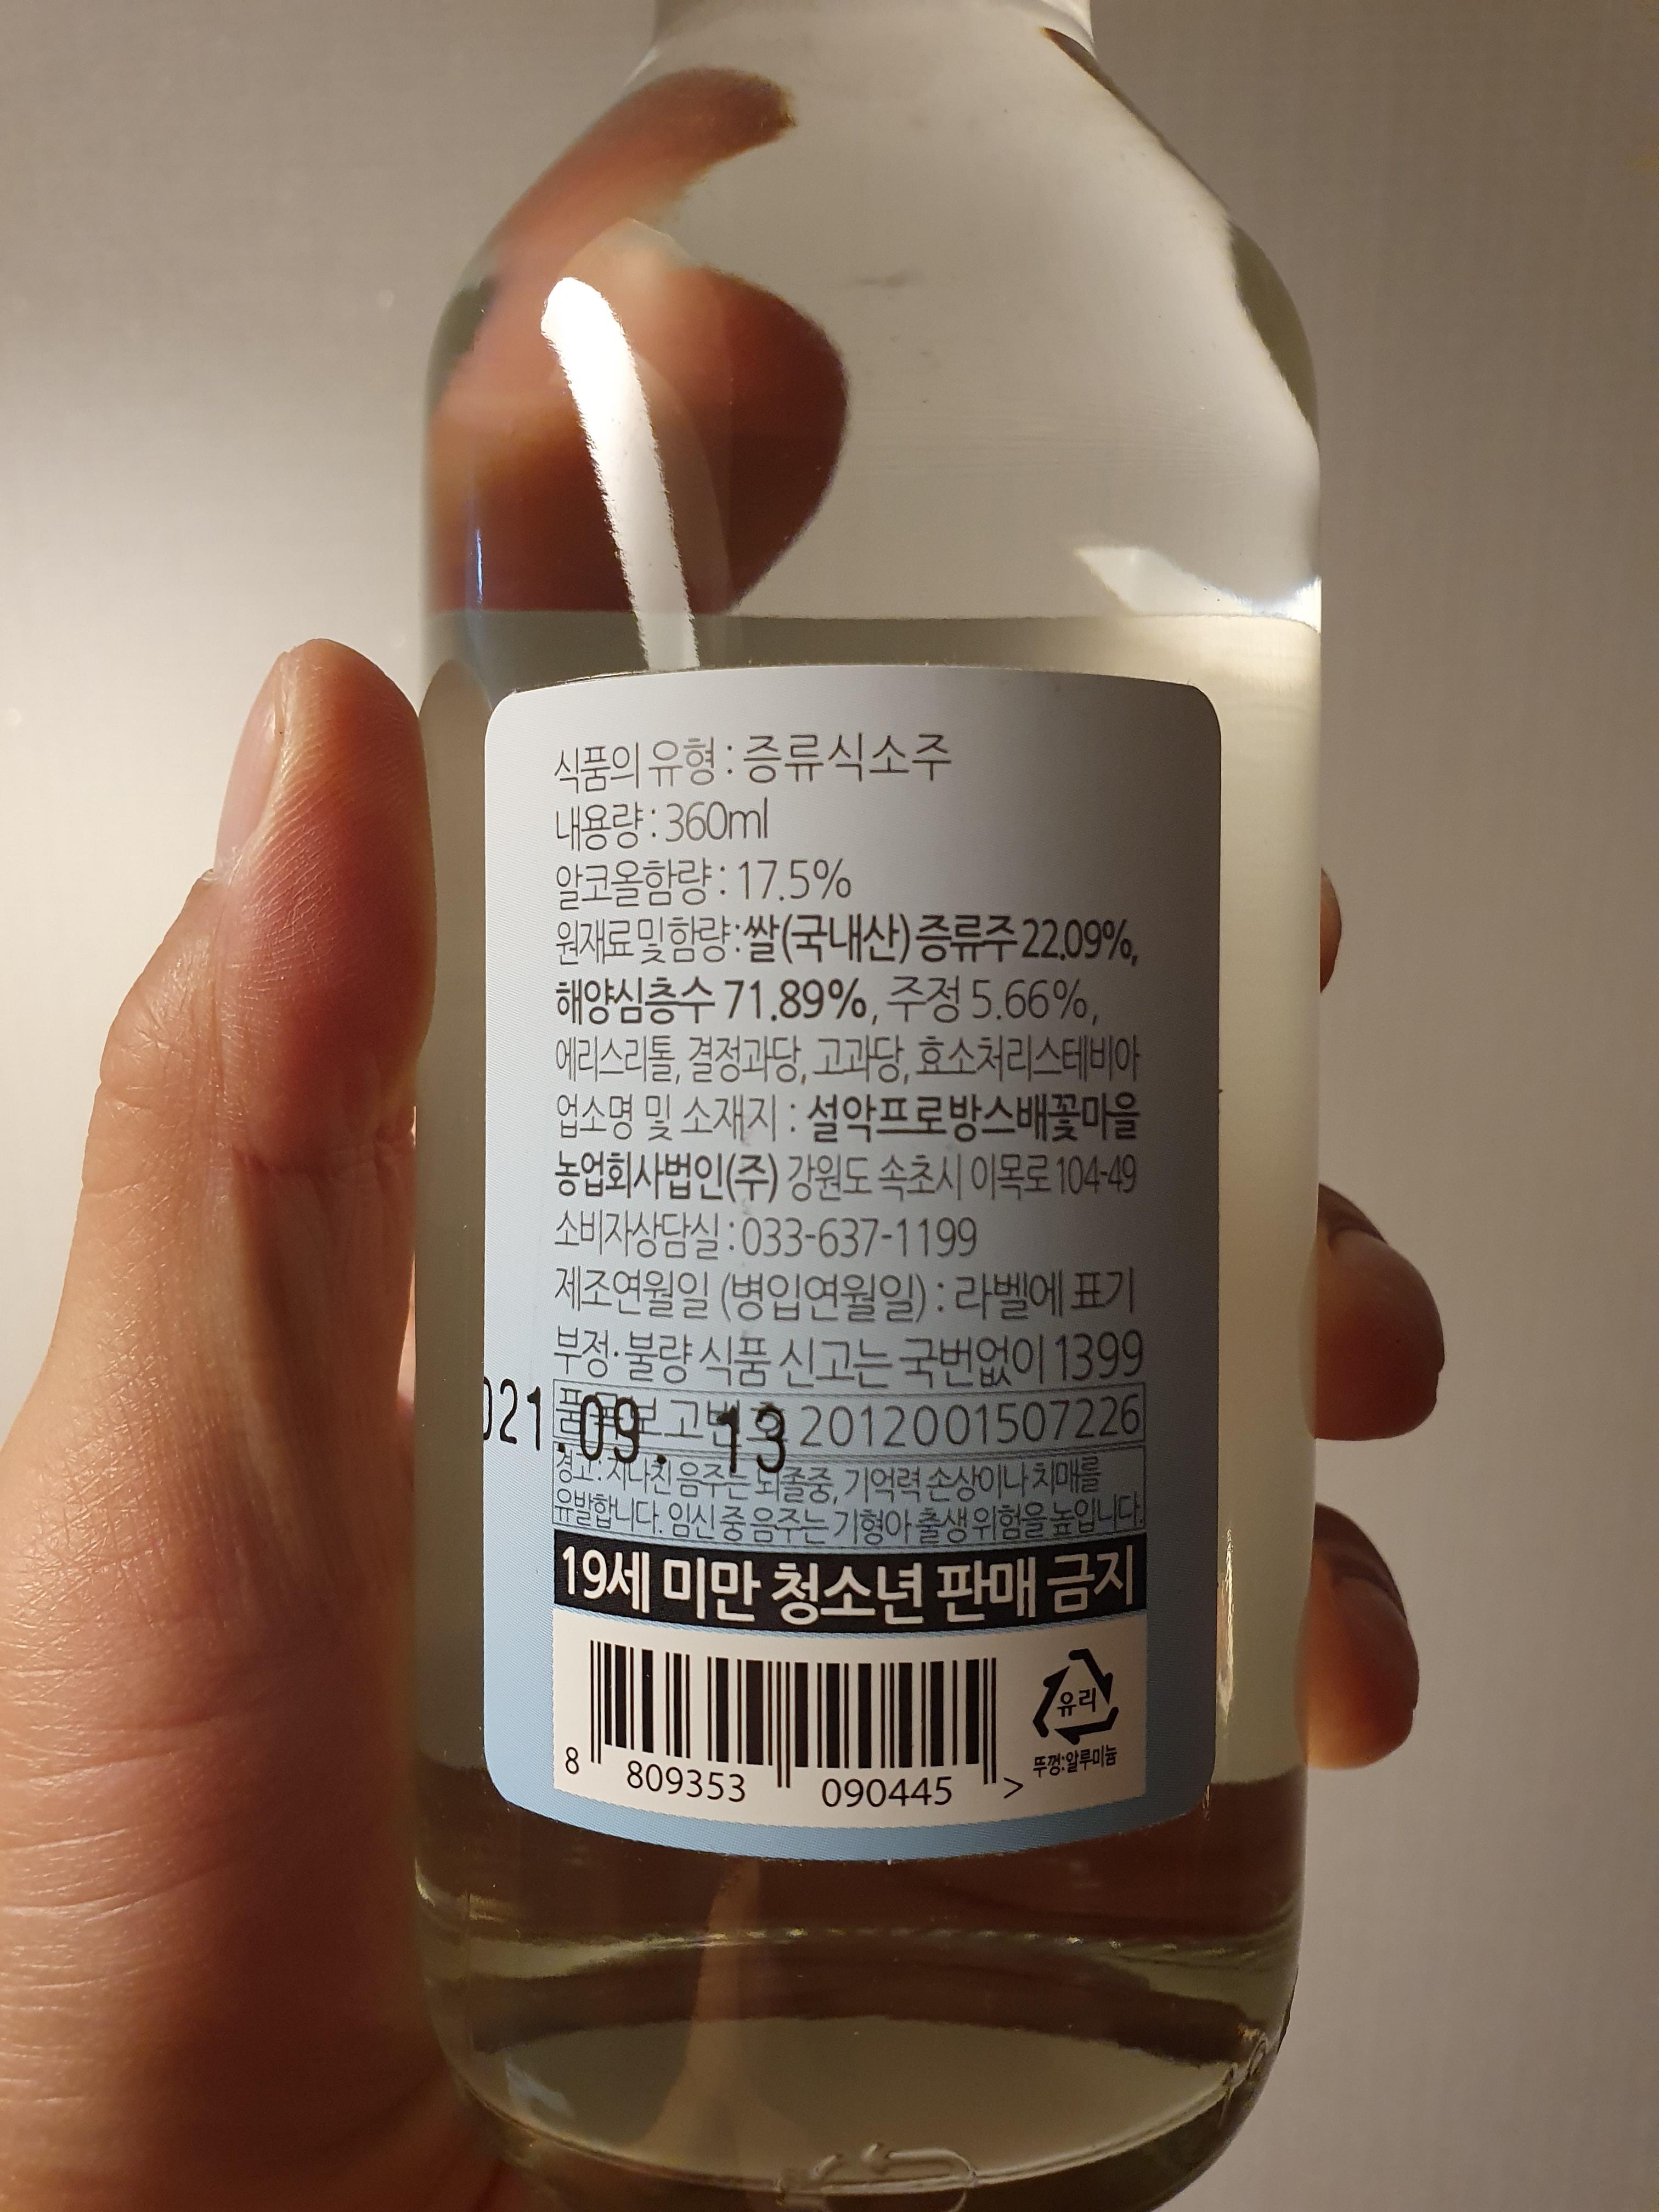 식품의 유형 : 증류식소주
내용량 : 360ml
알코올함량 : 17.5%
원재료 및 함량 : 쌀(국내산) 증류주 22.09%,
해양심층수 71.89%, 주정 5.66%,
에리스리톨, 결정과당, 고과당, 효소처리스테비아
업소명 및 소재지 : 설악프로방스배꽃마을
농업회사법인(주) 강원도 속초시 이목로 104-49
소비자상담실 : 033-637-1199
제조연월일 (병입연월일) : 라벨에 표기
부정·불량 식품 신고는 국번없이 1399
품목보고번호 2012001507226
021.09. 13
경고 : 지나친 음주는 뇌졸중, 기억력 손상이나 치매를
유발합니다. 임신 중 음주는 기형아 출생 위험을 높입니다.
19세 미만 청소년 판매 금지
8 809353 090445 >
유리
뚜껑:알루미늄